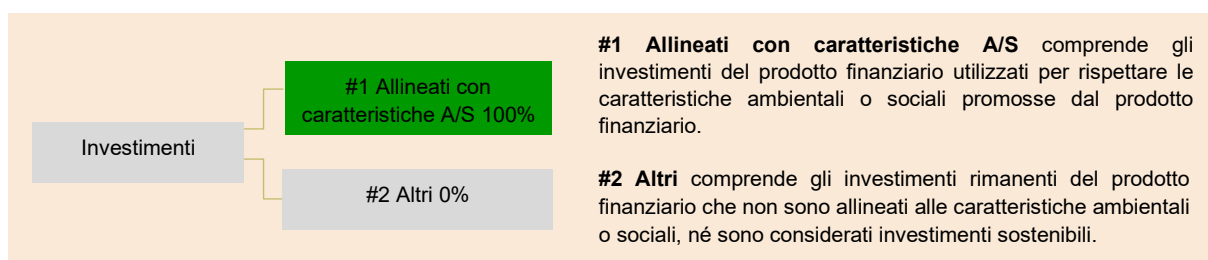 Investimenti
#1 Allineati con
caratteristiche A/S 100%
#2 Altri 0%
#1 Allineati con caratteristiche A/S comprende gli
investimenti del prodotto finanziario utilizzati per rispettare le
caratteristiche ambientali o sociali promosse dal prodotto
finanziario.
#2 Altri comprende gli investimenti rimanenti del prodotto
finanziario che non sono allineati alle caratteristiche ambientali
o sociali, né sono considerati investimenti sostenibili.